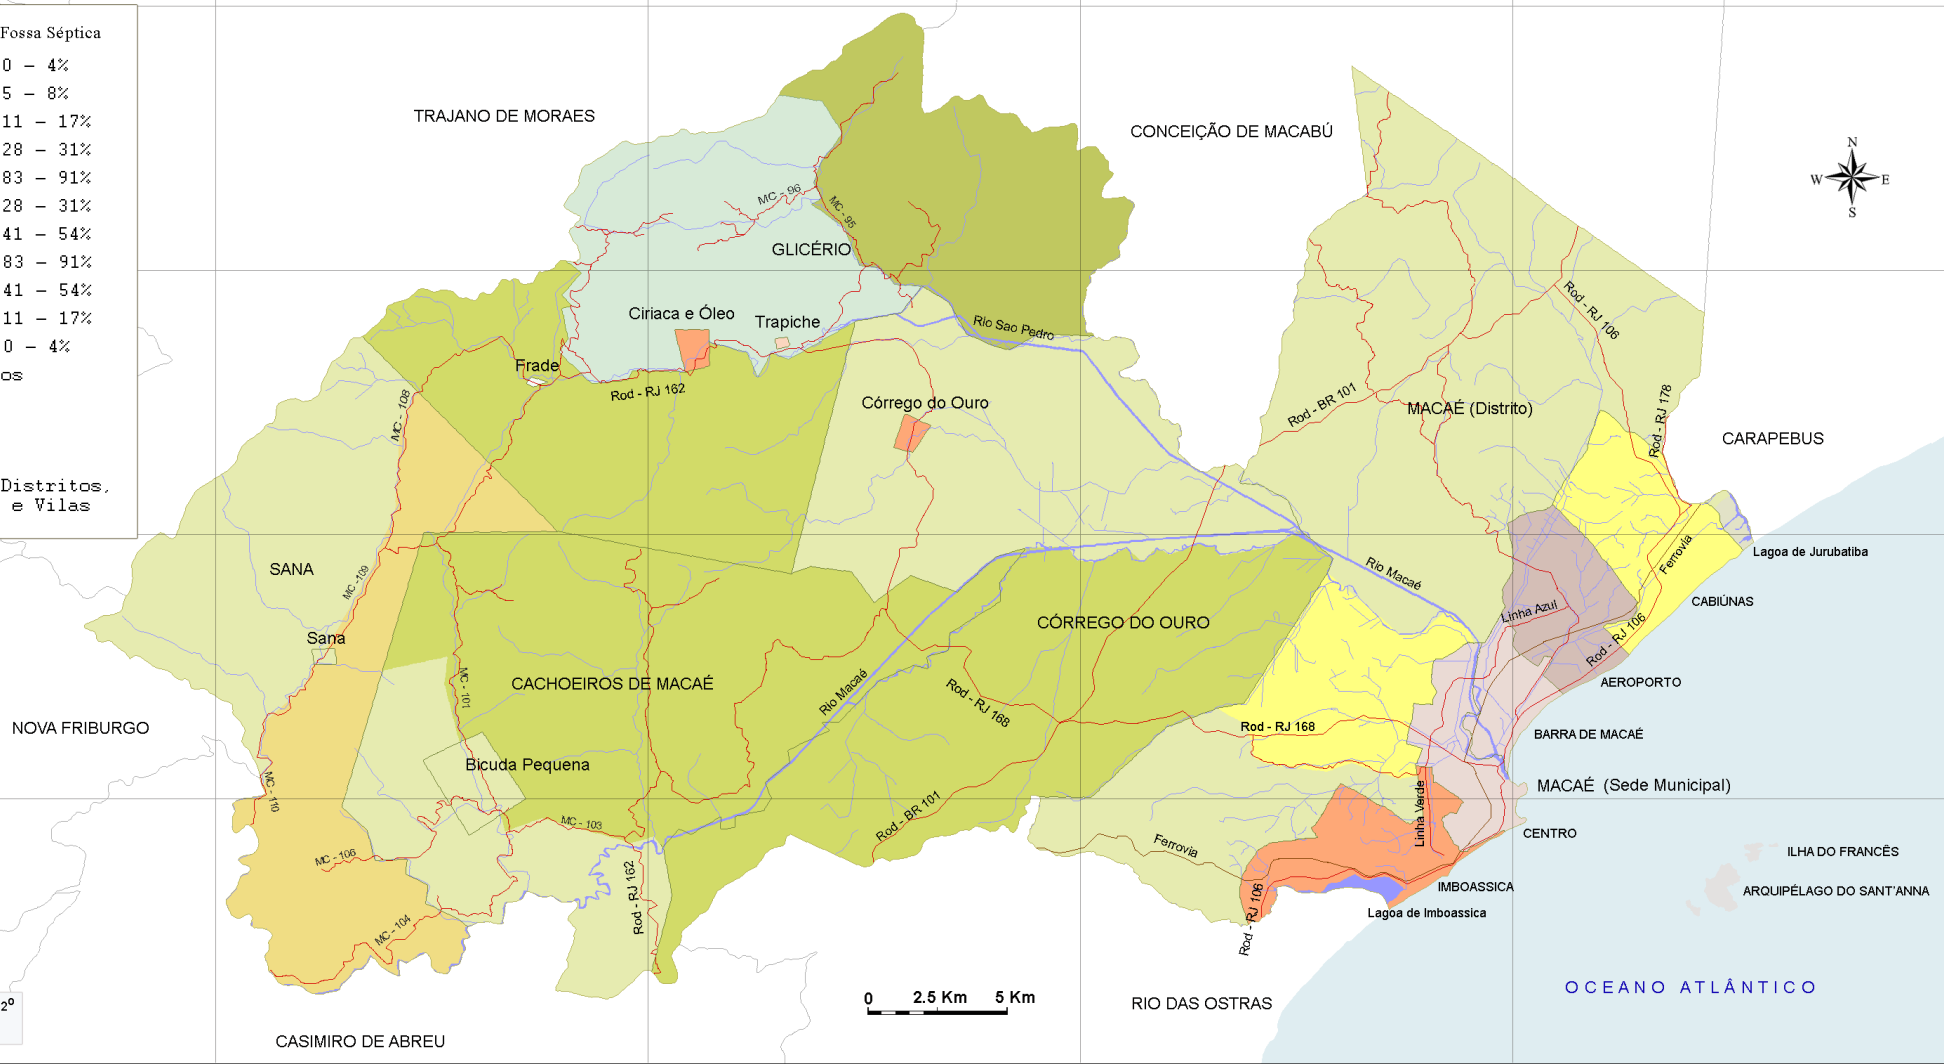 Fossa Séptica
0 – 4%
5 – 8%
11 – 17%
28 – 31%
83 – 91%
28 – 31%
41 – 54%
83 – 91%
41 – 54%
11 – 17%
0 – 4%
os
Distritos,
e Vilas
2º
TRAJANO DE MORAES
CONCEIÇÃO DE MACABÚ
N
W
E
S
MC - 96
MC - 95
GLICÉRIO
Ciriaca e Óleo
Trapiche
Rio Sao Pedro
Rod - RJ 106
Frade
Rod - RJ 162
MC - 108
Córrego do Ouro
Rod - BR 101
MACAÉ (Distrito)
Rod - RJ 178
CARAPEBUS
Lagoa de Jurubatiba
Ferrovia
SANA
MC -109
Rio Macaé
CABIÚNAS
Linha Azul
CÓRREGO DO OURO
Sana
Rod - RJ 106
MC - 101
CACHOEIROS DE MACAÉ
Rio Macaé
Rod - RJ 168
AEROPORTO
NOVA FRIBURGO
Rod - RJ 168
BARRA DE MACAÉ
Bicuda Pequena
MC - 110
MACAÉ (Sede Municipal)
Linha Verde
MC - 103
Rod - BR 101
CENTRO
Ferrovia
MC - 106
ILHA DO FRANCÊS
IMBOASSICA
ARQUIPÉLAGO DO SANT'ANNA
Rod - RJ 162
Rod - RJ 106
Lagoa de Imboassica
MC - 104
OCEANO ATLÂNTICO
0 2.5 Km 5 Km
RIO DAS OSTRAS
CASIMIRO DE ABREU